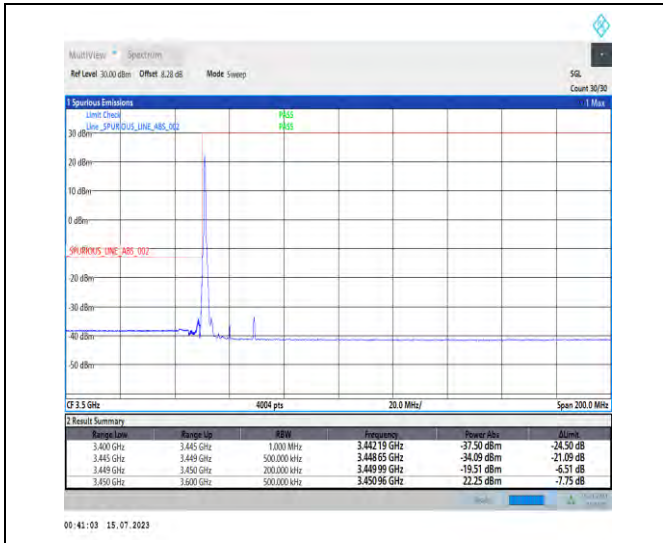 MultiView Spectrum
Ref Level 30.00 dBm Offset 8.28 dB Mode Sweep SGL
Count 30/30
1 Spurious Emissions 1 Max
Limit Check PASS
Line _SPURIOUS_LINE_ABS_002 PASS
30 dBm
20 dBm
10 dBm
0 dBm
_SPURIOUS_LINE_ABS_002
-20 dBm
-30 dBm
-40 dBm
-50 dBm
CF 3.5 GHz 4004 pts 20.0 MHz/ Span 200.0 MHz
2 Result Summary
Range Low Range Up RBW Frequency Power Abs ΔLimit
3.400 GHz 3.445 GHz 1.000 MHz 3.442 19 GHz -37.50 dBm -24.50 dB
3.445 GHz 3.449 GHz 500.000 kHz 3.448 65 GHz -34.09 dBm -21.09 dB
3.449 GHz 3.450 GHz 200.000 kHz 3.449 99 GHz -19.51 dBm -6.51 dB
3.450 GHz 3.600 GHz 500.000 kHz 3.450 96 GHz 22.25 dBm -7.75 dB
00:41:03 15.07.2023